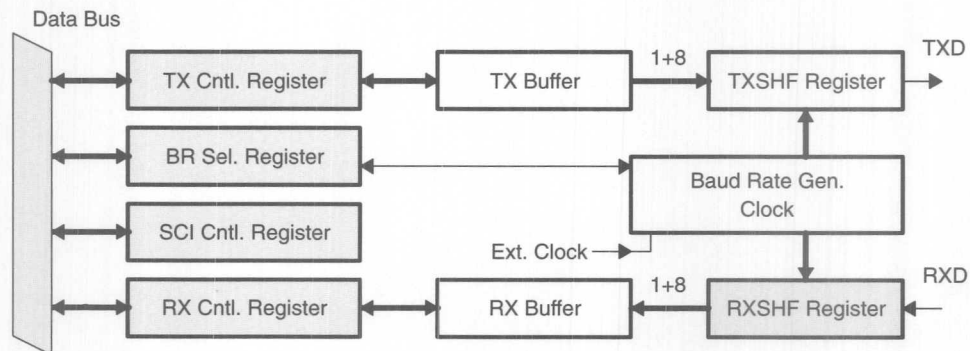 Data Bus
TX Cntl. Register
TX Buffer
1+8
TXSHF Register
TXD
BR Sel. Register
Baud Rate Gen.
Clock
SCI Cntl. Register
Ext. Clock
RX Cntl. Register
RX Buffer
1+8
RXSHF Register
RXD